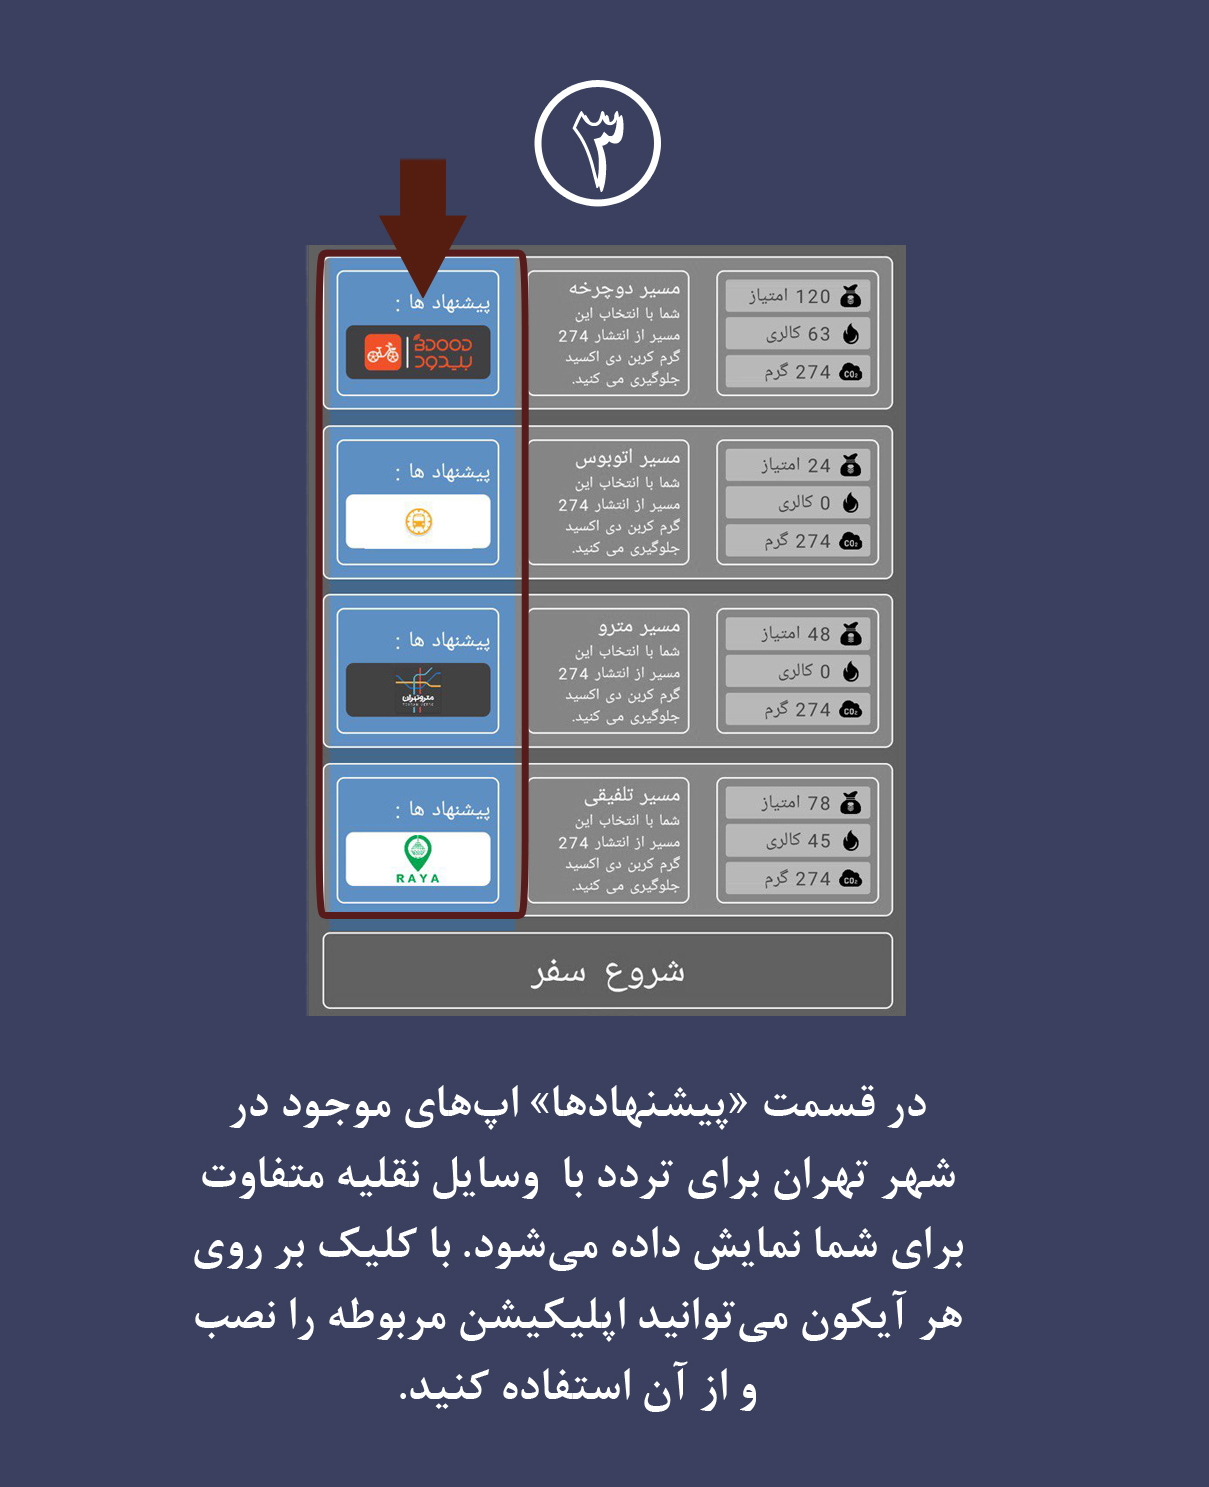 ۳
120 امتیاز
63 کالری
CO₂
274 گرم
مسیر دوچرخه
شما با انتخاب این
مسیر از انتشار 274
گرم کربن دی اکسید
جلوگیری می کنید.
پیشنهاد ها :
BDOOD
بیدود
24 امتیاز
0 کالری
CO₂
274 گرم
مسیر اتوبوس
شما با انتخاب این
مسیر از انتشار 274
گرم کربن دی اکسید
جلوگیری می کنید.
پیشنهاد ها :
48 امتیاز
0 کالری
CO₂
274 گرم
مسیر مترو
شما با انتخاب این
مسیر از انتشار 274
گرم کربن دی اکسید
جلوگیری می کنید.
پیشنهاد ها :
متروتهران
78 امتیاز
45 کالری
CO₂
274 گرم
مسیر تلفیقی
شما با انتخاب این
مسیر از انتشار 274
گرم کربن دی اکسید
جلوگیری می کنید.
پیشنهاد ها :
RAYA
شروع سفر
در قسمت «پیشنهادها» اپ‌های موجود در
شهر تهران برای تردد با وسایل نقلیه متفاوت
برای شما نمایش داده می‌شود. با کلیک بر روی
هر آیکون می‌توانید اپلیکیشن مربوطه را نصب
و از آن استفاده کنید.